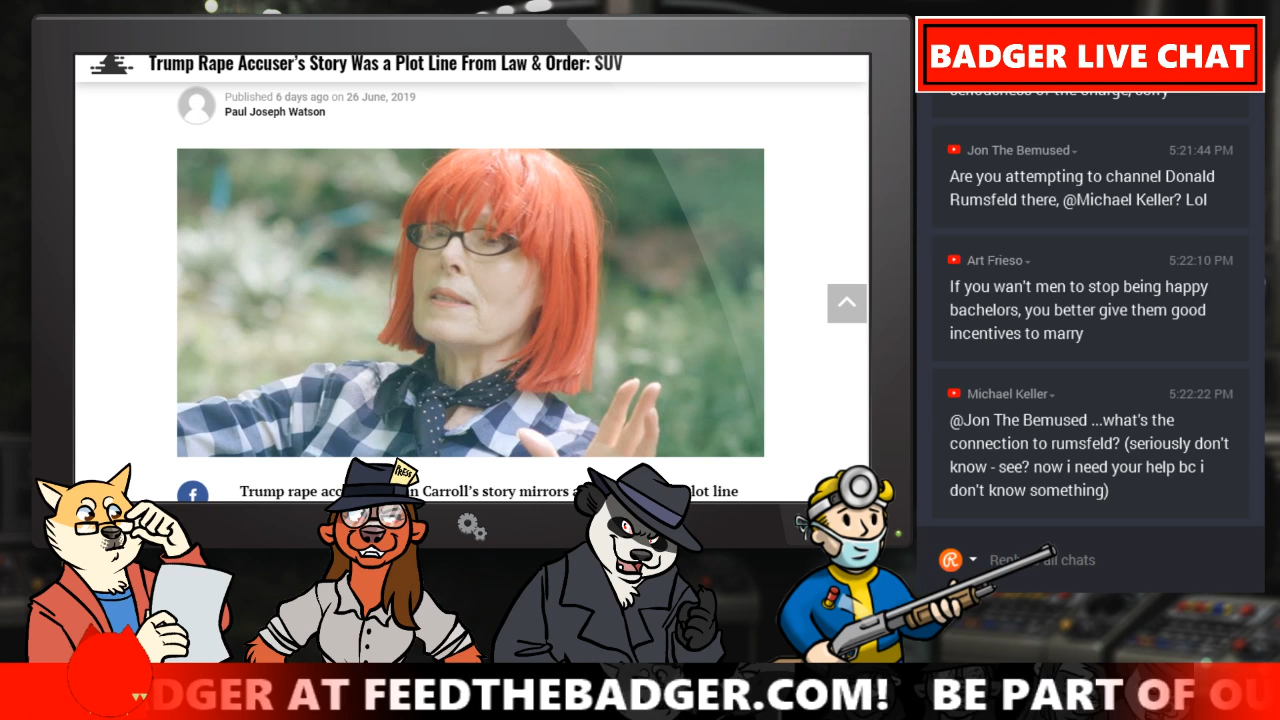 Trump Rape Accuser's Story Was a Plot Line From Law & Order: SUV
Published 6 days ago on 26 June, 2019
Paul Joseph Watson
Trump rape
Carroll's story mirrors
lot line
PRESS
BADGER LIVE CHAT
Jon The Bemused
5:21:44 PM
Are you attempting to channel Donald
Rumsfeld there, @Michael Keller? Lol
Art Frieso
5:22:10 PM
If you wan't men to stop being happy
bachelors, you better give them good
incentives to marry
Michael Keller
5:22:22 PM
@Jon The Bemused ...what's the
connection to rumsfeld? (seriously don't
know - see? now i need your help bc i
don't know something)
all chats
DGER AT FEEDTHEBADGER.COM! BE PART OF OU